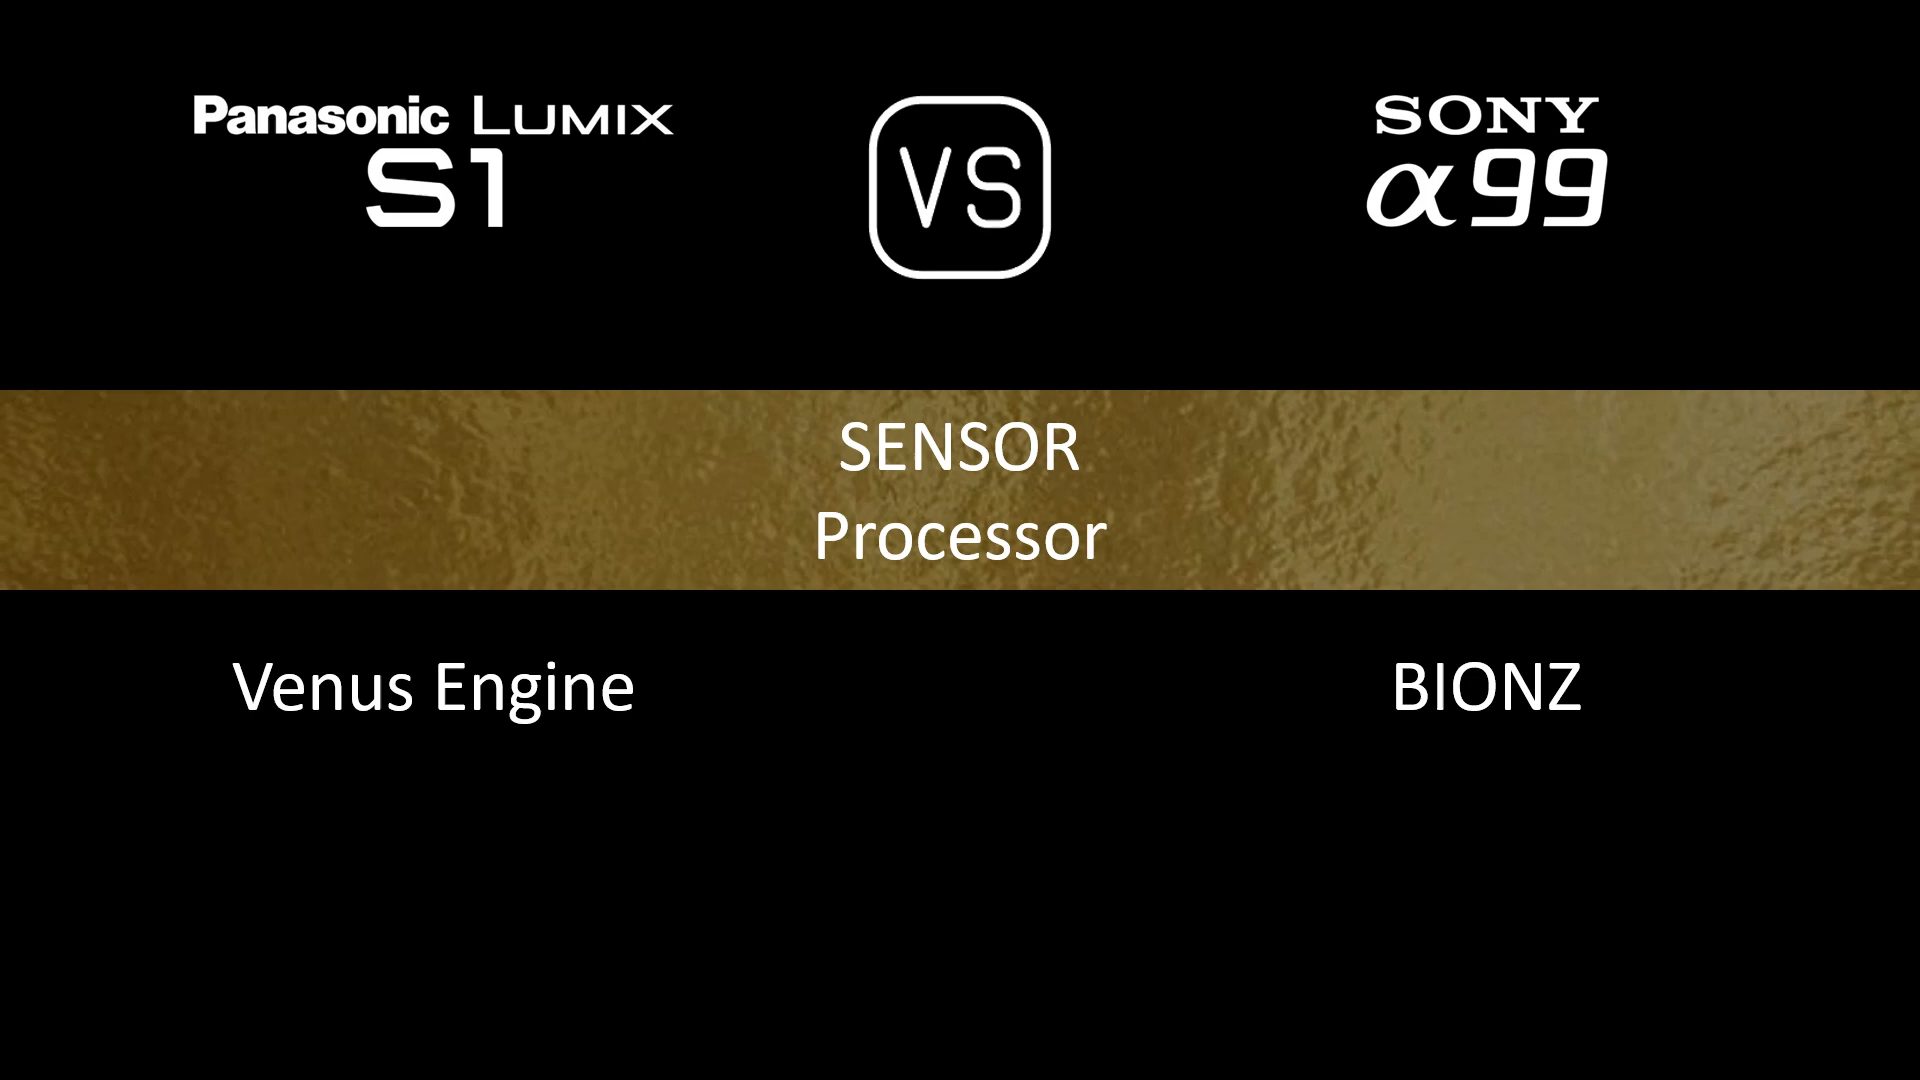 Panasonic LUMIX
S1
VS
SONY
α99
SENSOR
Processor
Venus Engine
BIONZ